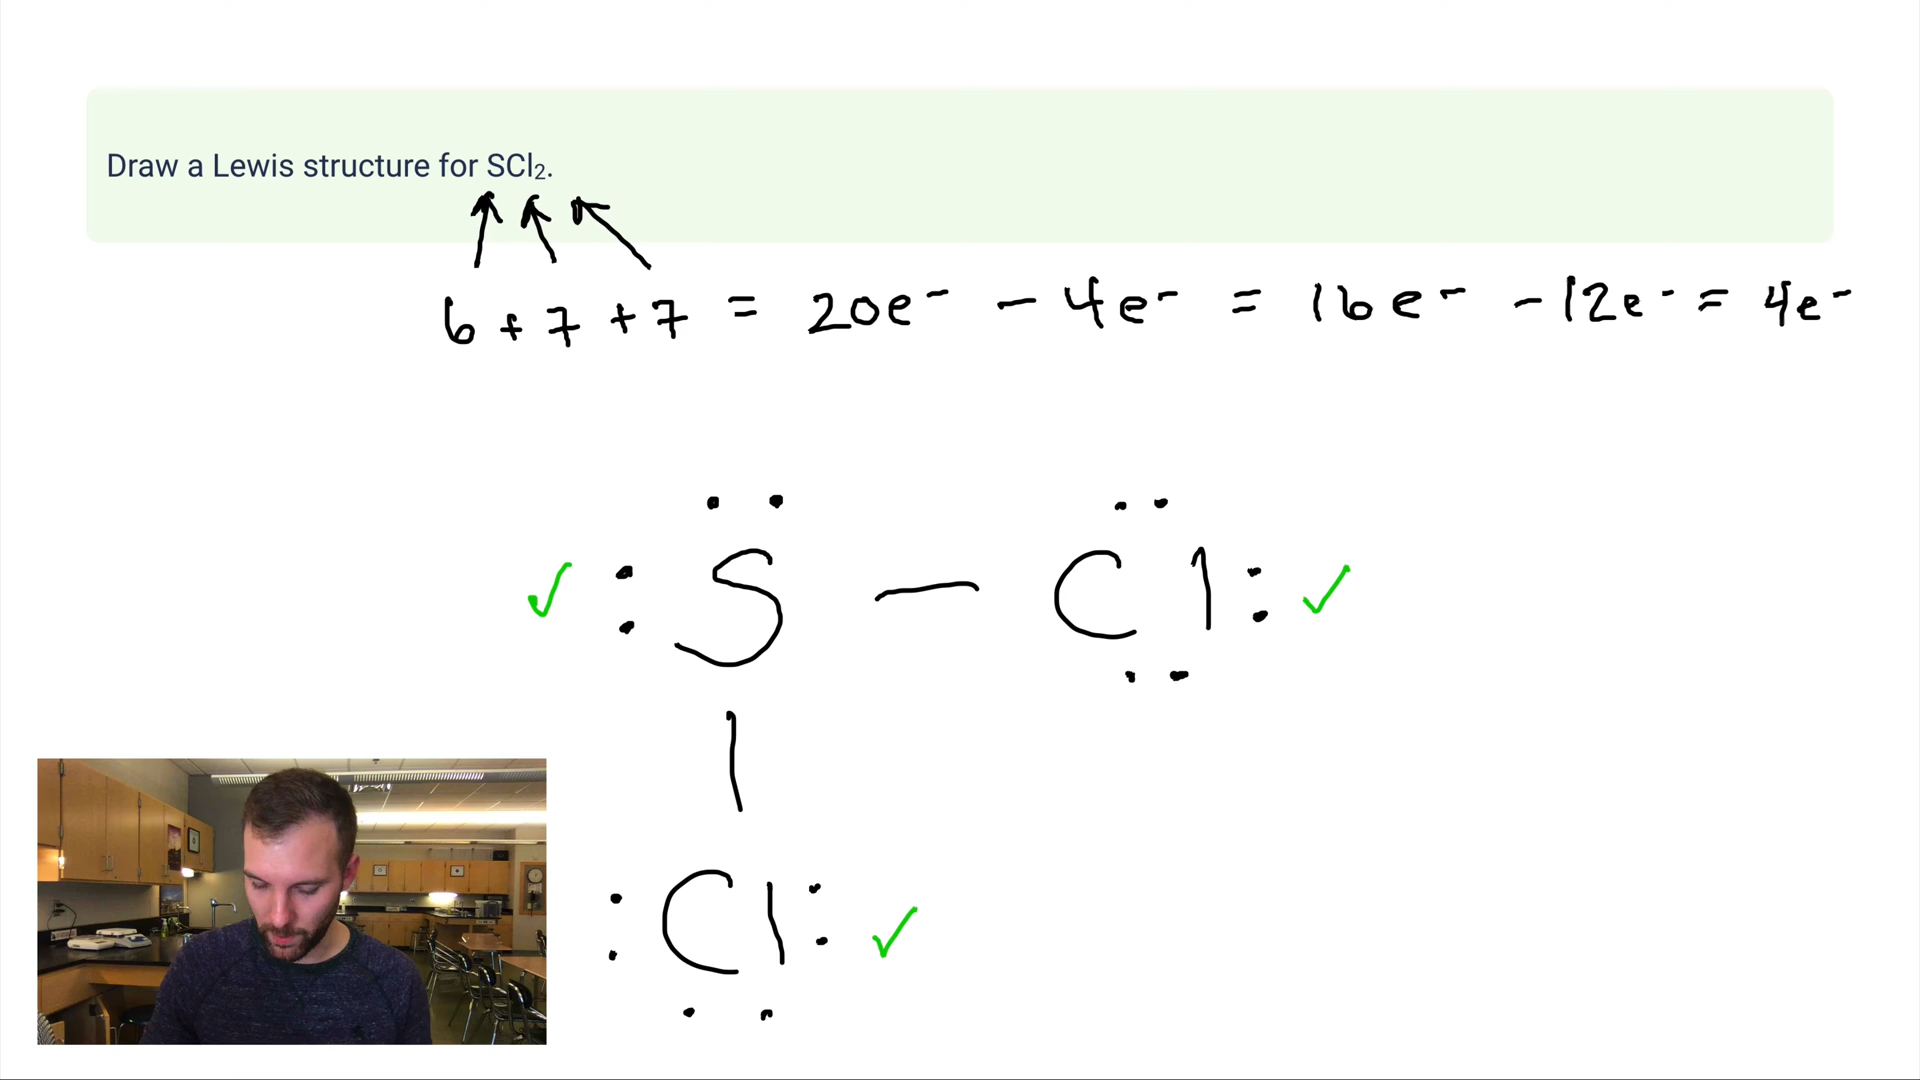 Draw a Lewis structure for SCl₂.
6 + 7 + 7 = 20e⁻ - 4e⁻ = 16e⁻ - 12e⁻ = 4e⁻
S — Cl
Cl